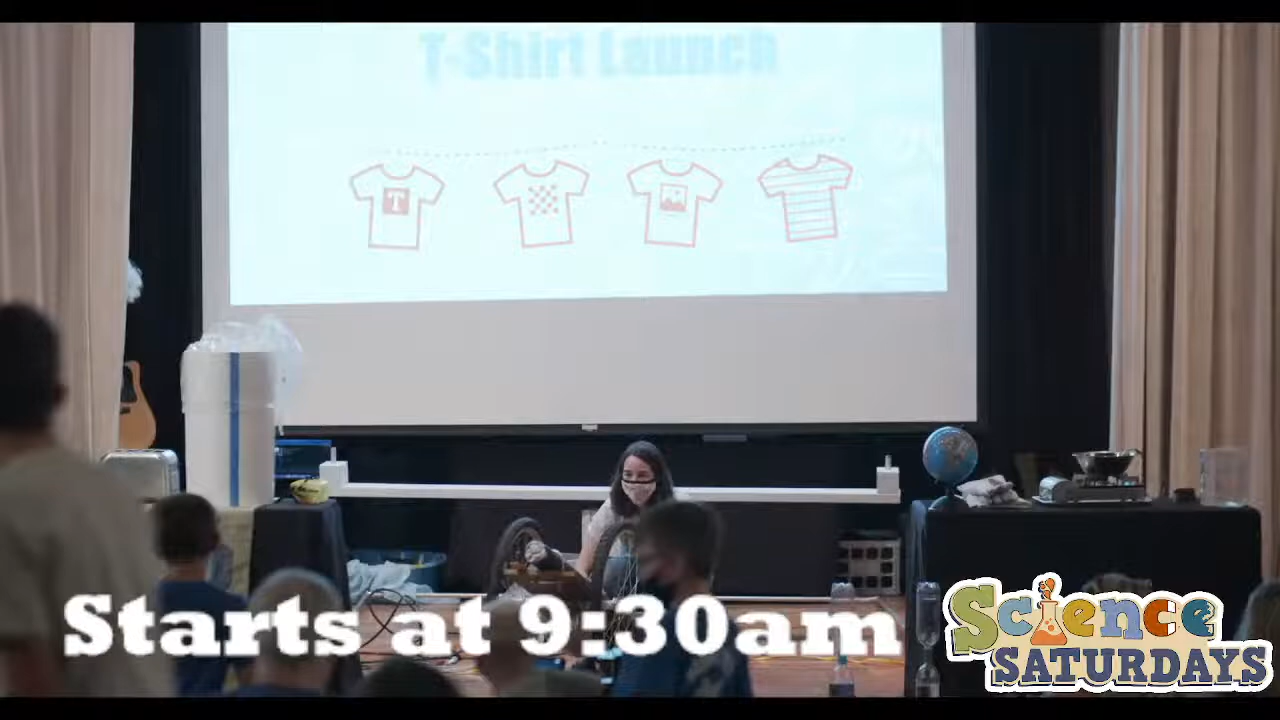 T-Shirt Launch
T
Starts at 9:30am
Science
SATURDAYS